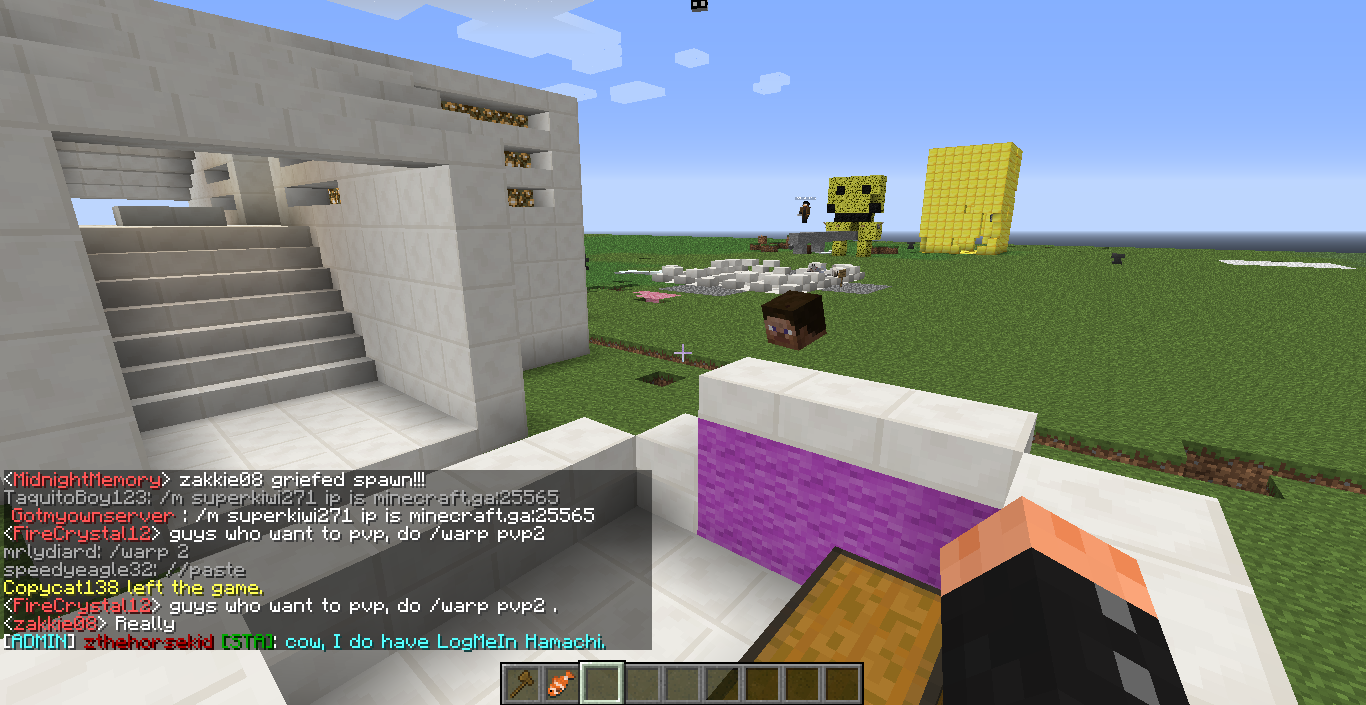 <MidnightMemory> zakkie08 griefed spawn!!!
TaquitoBoy123: /m superkiwi271 ip is minecraft.ga:25565
Gotmyownserver : /m superkiwi271 ip is minecraft.ga:25565
<FireCrystal12> guys who want to pvp, do /warp pvp2
mrlydiard: /warp 2
speedyeagle32: //paste
Copycat138 left the game.
<FireCrystal12> guys who want to pvp, do /warp pvp2 .
<zakkie08> Really
[ADMIN] zthehorsekid [STA]: cow, I do have LogMeIn Hamachi.